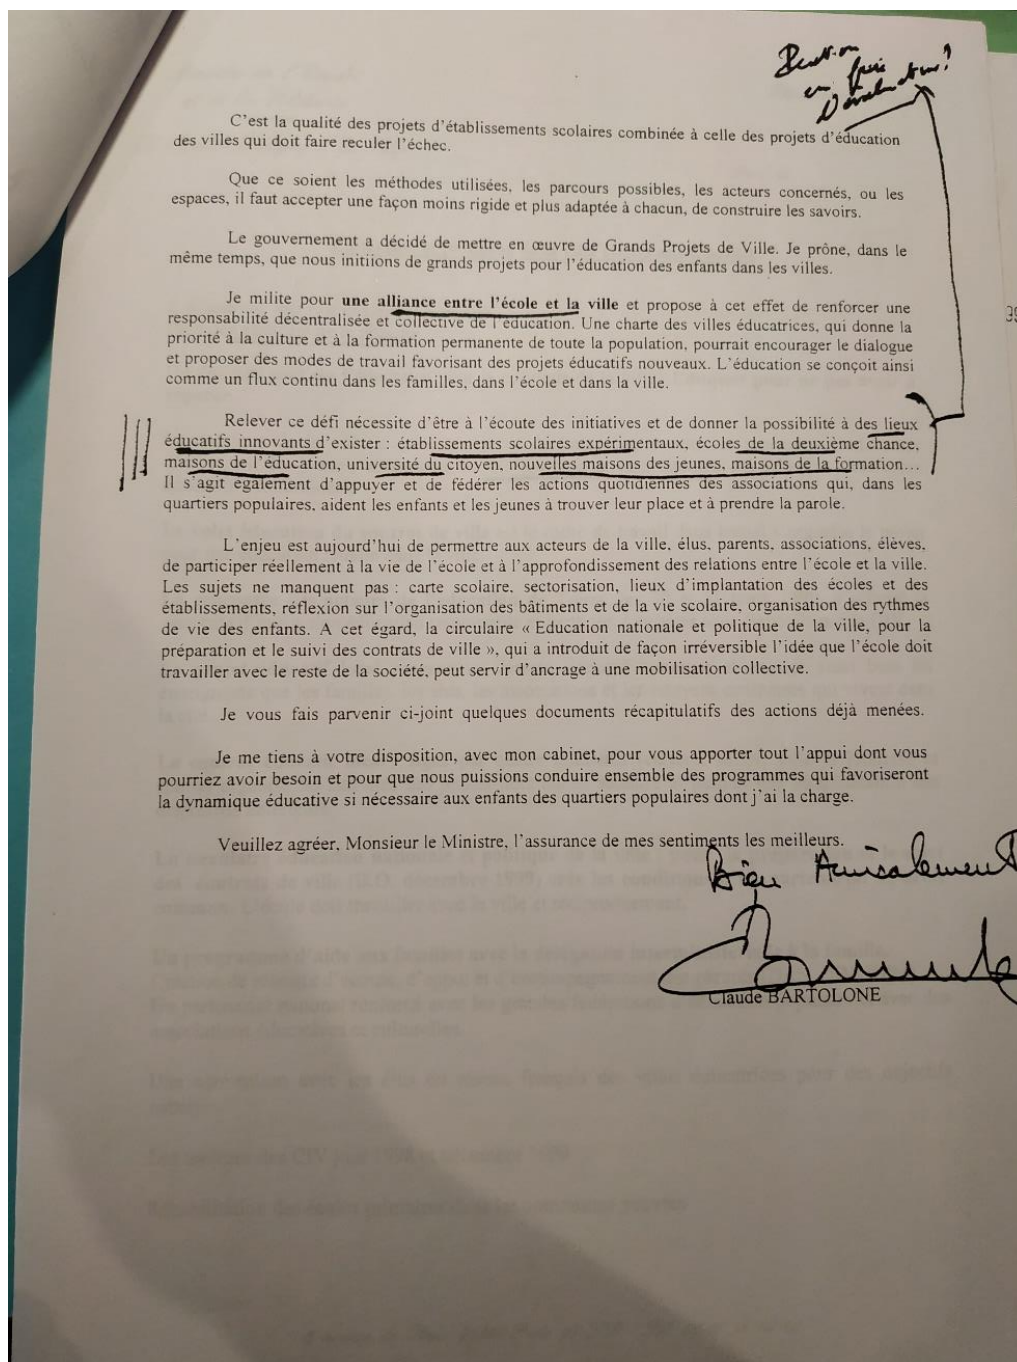 C'est la qualité des projets d'établissements scolaires combinée à celle des projets d'éducation
des villes qui doit faire reculer l'échec.
Que ce soient les méthodes utilisées, les parcours possibles, les acteurs concernés, ou les
espaces, il faut accepter une façon moins rigide et plus adaptée à chacun, de construire les savoirs.
Le gouvernement a décidé de mettre en œuvre de Grands Projets de Ville. Je prône, dans le
même temps, que nous initiions de grands projets pour l'éducation des enfants dans les villes.
Je milite pour une alliance entre l'école et la ville et propose à cet effet de renforcer une
responsabilité décentralisée et collective de l'éducation. Une charte des villes éducatrices, qui donne la
priorité à la culture et à la formation permanente de toute la population, pourrait encourager le dialogue
et proposer des modes de travail favorisant des projets éducatifs nouveaux. L'éducation se conçoit ainsi
comme un flux continu dans les familles, dans l'école et dans la ville.
Relever ce défi nécessite d'être à l'écoute des initiatives et de donner la possibilité à des lieux
éducatifs innovants d'exister : établissements scolaires expérimentaux, écoles de la deuxième chance,
maisons de l'éducation, université du citoyen, nouvelles maisons des jeunes, maisons de la formation...
Il s'agit également d'appuyer et de fédérer les actions quotidiennes des associations qui, dans les
quartiers populaires, aident les enfants et les jeunes à trouver leur place et à prendre la parole.
L'enjeu est aujourd'hui de permettre aux acteurs de la ville, élus, parents, associations, élèves,
de participer réellement à la vie de l'école et à l'approfondissement des relations entre l'école et la ville.
Les sujets ne manquent pas : carte scolaire, sectorisation, lieux d'implantation des écoles et des
établissements, réflexion sur l'organisation des bâtiments et de la vie scolaire, organisation des rythmes
de vie des enfants. A cet égard, la circulaire « Education nationale et politique de la ville, pour la
préparation et le suivi des contrats de ville », qui a introduit de façon irréversible l'idée que l'école doit
travailler avec le reste de la société, peut servir d'ancrage à une mobilisation collective.
Je vous fais parvenir ci-joint quelques documents récapitulatifs des actions déjà menées.
Je me tiens à votre disposition, avec mon cabinet, pour vous apporter tout l'appui dont vous
pourriez avoir besoin et pour que nous puissions conduire ensemble des programmes qui favoriseront
la dynamique éducative si nécessaire aux enfants des quartiers populaires dont j'ai la charge.
Veuillez agréer, Monsieur le Ministre, l'assurance de mes sentiments les meilleurs.
Bien Amicalement
Claude BARTOLONE